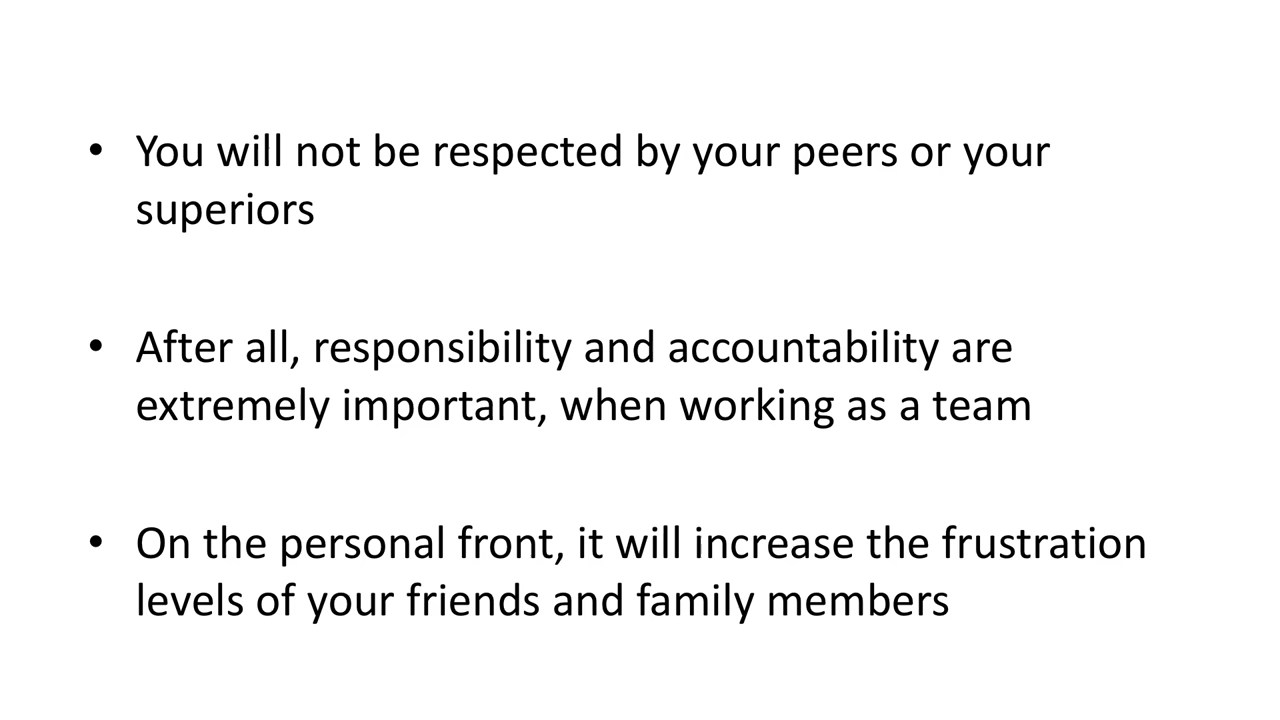 • You will not be respected by your peers or your
superiors
• After all, responsibility and accountability are
extremely important, when working as a team
• On the personal front, it will increase the frustration
levels of your friends and family members